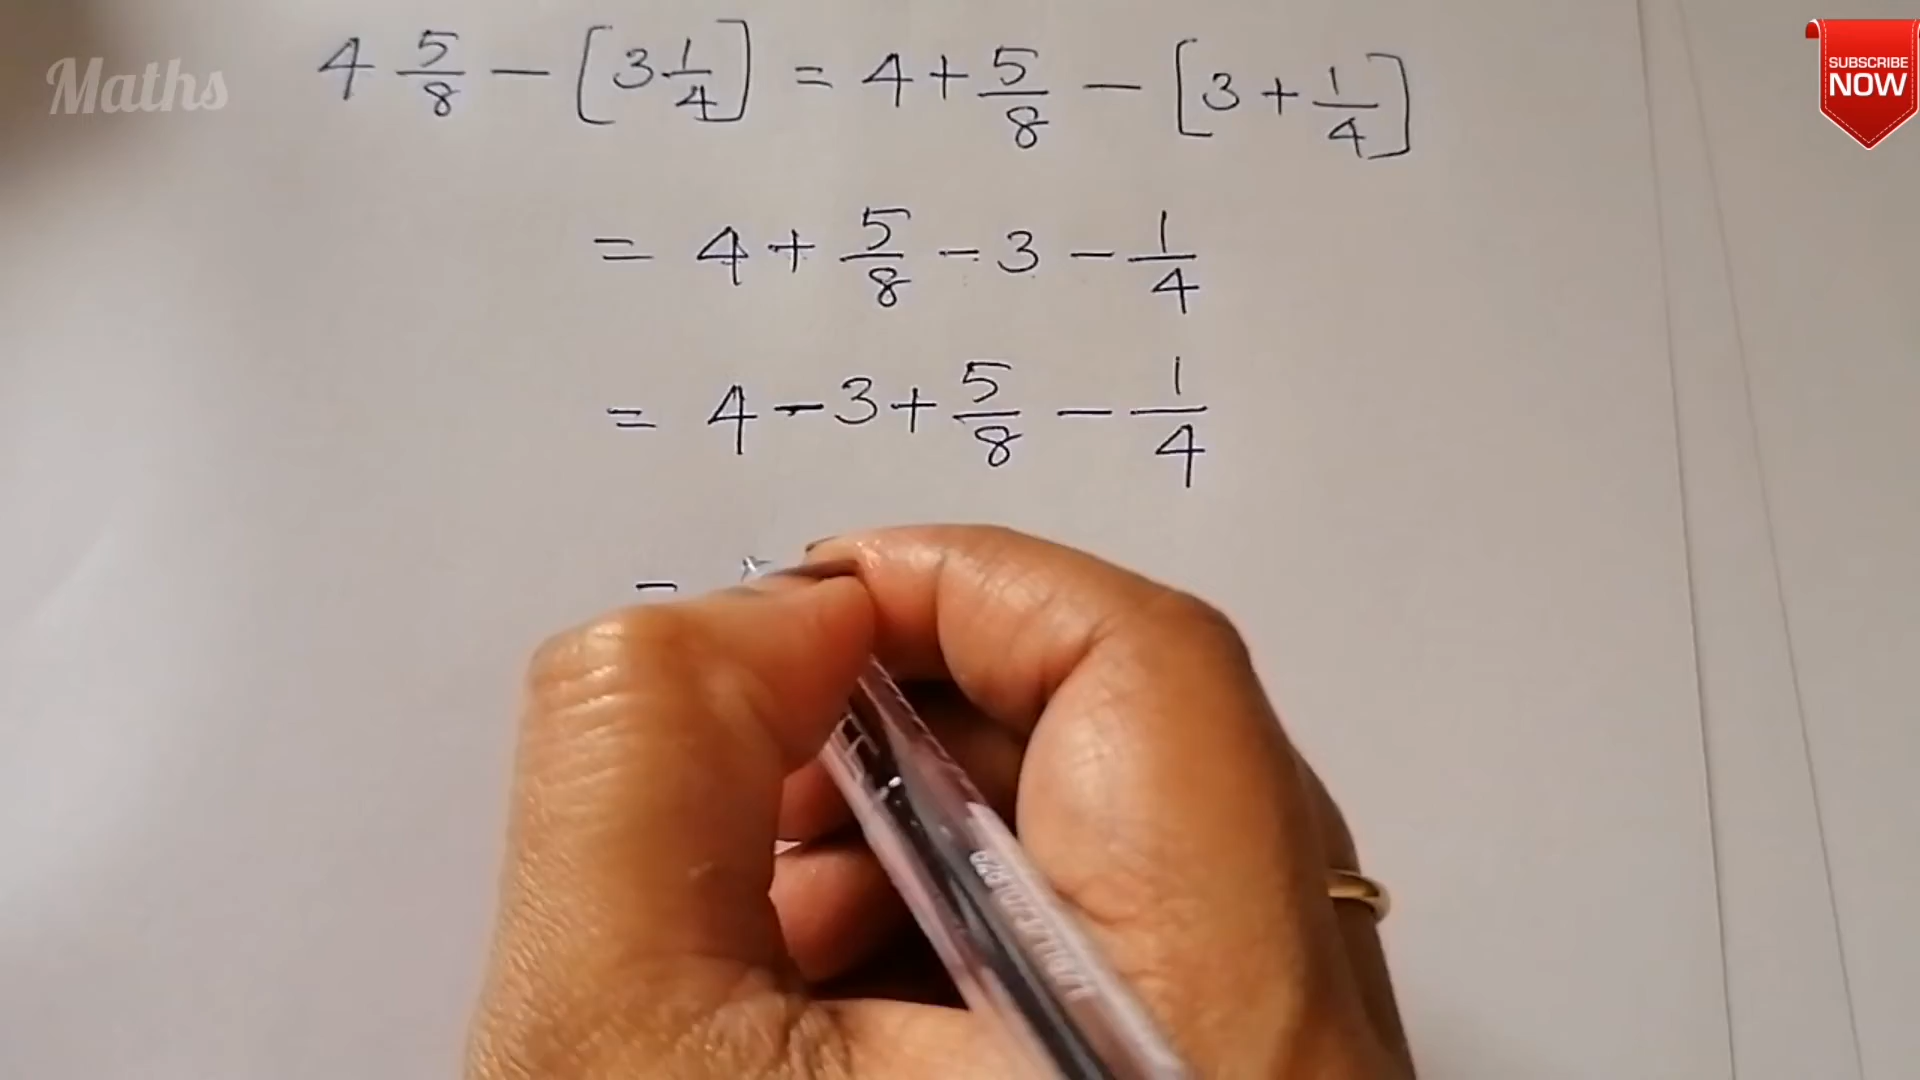 Maths
SUBSCRIBE
NOW
4 5/8 - [3 1/4] = 4 + 5/8 - [3 + 1/4]
= 4 + 5/8 - 3 - 1/4
= 4 - 3 + 5/8 - 1/4